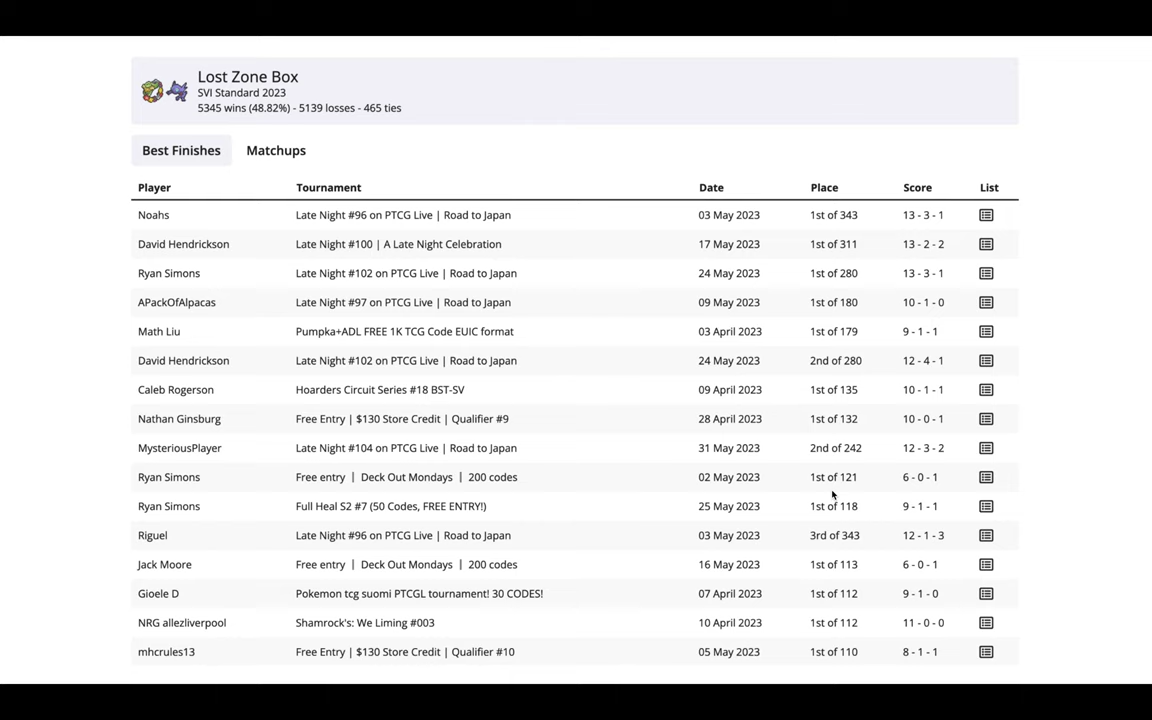 Lost Zone Box
SVI Standard 2023
5345 wins (48.82%) - 5139 losses - 465 ties
Best Finishes Matchups
Player Tournament Date Place Score List
Noahs Late Night #96 on PTCG Live | Road to Japan 03 May 2023 1st of 343 13 - 3 - 1
David Hendrickson Late Night #100 | A Late Night Celebration 17 May 2023 1st of 311 13 - 2 - 2
Ryan Simons Late Night #102 on PTCG Live | Road to Japan 24 May 2023 1st of 280 13 - 3 - 1
APackOfAlpacas Late Night #97 on PTCG Live | Road to Japan 09 May 2023 1st of 180 10 - 1 - 0
Math Liu Pumpka+ADL FREE 1K TCG Code EUIC format 03 April 2023 1st of 179 9 - 1 - 1
David Hendrickson Late Night #102 on PTCG Live | Road to Japan 24 May 2023 2nd of 280 12 - 4 - 1
Caleb Rogerson Hoarders Circuit Series #18 BST-SV 09 April 2023 1st of 135 10 - 1 - 1
Nathan Ginsburg Free Entry | $130 Store Credit | Qualifier #9 28 April 2023 1st of 132 10 - 0 - 1
MysteriousPlayer Late Night #104 on PTCG Live | Road to Japan 31 May 2023 2nd of 242 12 - 3 - 2
Ryan Simons Free entry | Deck Out Mondays | 200 codes 02 May 2023 1st of 121 6 - 0 - 1
Ryan Simons Full Heal S2 #7 (50 Codes, FREE ENTRY!) 25 May 2023 1st of 118 9 - 1 - 1
Riguel Late Night #96 on PTCG Live | Road to Japan 03 May 2023 3rd of 343 12 - 1 - 3
Jack Moore Free entry | Deck Out Mondays | 200 codes 16 May 2023 1st of 113 6 - 0 - 1
Gioele D Pokemon tcg suomi PTCGL tournament! 30 CODES! 07 April 2023 1st of 112 9 - 1 - 0
NRG allezliverpool Shamrock's: We Liming #003 10 April 2023 1st of 112 11 - 0 - 0
mhcrules13 Free Entry | $130 Store Credit | Qualifier #10 05 May 2023 1st of 110 8 - 1 - 1